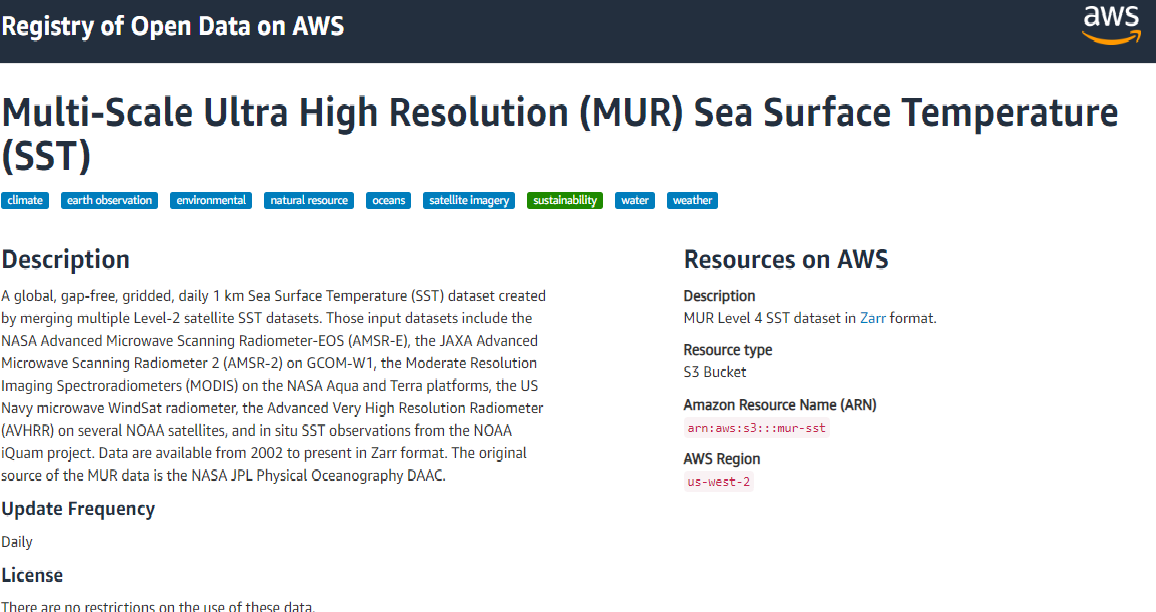 Registry of Open Data on AWS
aws
Multi-Scale Ultra High Resolution (MUR) Sea Surface Temperature
(SST)
climate earth observation environmental natural resource oceans satellite imagery sustainability water weather
Description
A global, gap-free, gridded, daily 1 km Sea Surface Temperature (SST) dataset created
by merging multiple Level-2 satellite SST datasets. Those input datasets include the
NASA Advanced Microwave Scanning Radiometer-EOS (AMSR-E), the JAXA Advanced
Microwave Scanning Radiometer 2 (AMSR-2) on GCOM-W1, the Moderate Resolution
Imaging Spectroradiometers (MODIS) on the NASA Aqua and Terra platforms, the US
Navy microwave WindSat radiometer, the Advanced Very High Resolution Radiometer
(AVHRR) on several NOAA satellites, and in situ SST observations from the NOAA
iQuam project. Data are available from 2002 to present in Zarr format. The original
source of the MUR data is the NASA JPL Physical Oceanography DAAC.
Update Frequency
Daily
License
There are no restrictions on the use of these data.
Resources on AWS
Description
MUR Level 4 SST dataset in Zarr format.
Resource type
S3 Bucket
Amazon Resource Name (ARN)
arn:aws:s3:::mur-sst
AWS Region
us-west-2